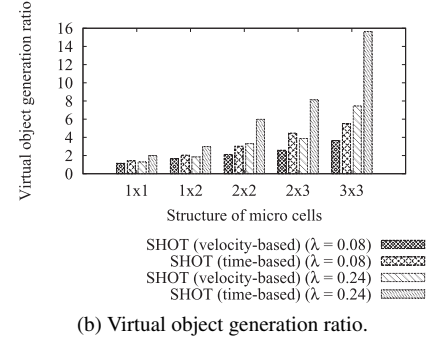 Virtual object generation ratio
16
14
12
10
8
6
4
2
0
1x1 1x2 2x2 2x3 3x3
Structure of micro cells
SHOT (velocity-based) (λ = 0.08)
SHOT (time-based) (λ = 0.08)
SHOT (velocity-based) (λ = 0.24)
SHOT (time-based) (λ = 0.24)
(b) Virtual object generation ratio.